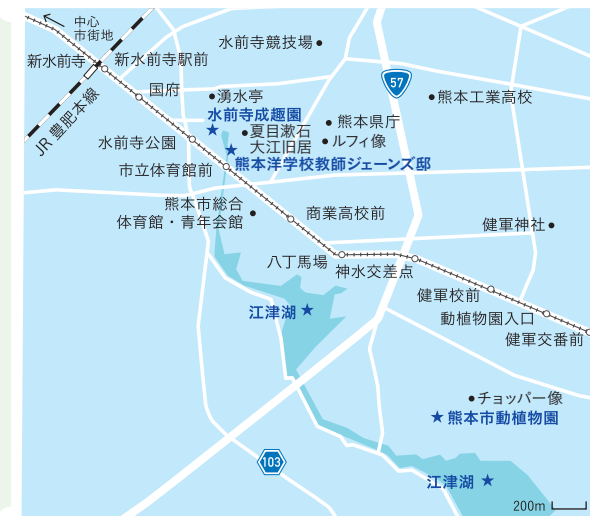 中心
市街地
水前寺競技場
新水前寺
新水前寺駅前
57
JR 豊肥本線
国府
湧水亭
熊本工業高校
水前寺成趣園
熊本県庁
夏目漱石
大江旧居
ルフィ像
水前寺公園
市立体育館前
熊本洋学校教師ジェーンズ邸
熊本市総合
体育館・青年会館
商業高校前
健軍神社
八丁馬場
神水交差点
健軍校前
江津湖
動植物園入口
健軍交番前
チョッパー像
熊本市動植物園
103
江津湖
200m